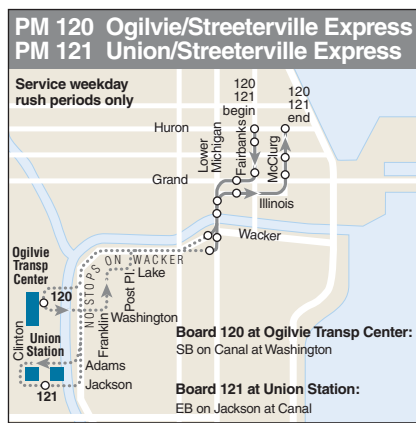 PM 120 Ogilvie/Streeterville Express
PM 121 Union/Streeterville Express
Service weekday
rush periods only
120
121
begin
120
121
end
Lower
Michigan
Fairbanks
McClurg
Huron
Grand
Illinois
Wacker
NO STOPS ON WACKER
Ogilvie
Transp
Center
120
Lake
Post Pl.
Washington
Franklin
Clinton
Union
Station
Adams
Jackson
121
Board 120 at Ogilvie Transp Center:
SB on Canal at Washington
Board 121 at Union Station:
EB on Jackson at Canal